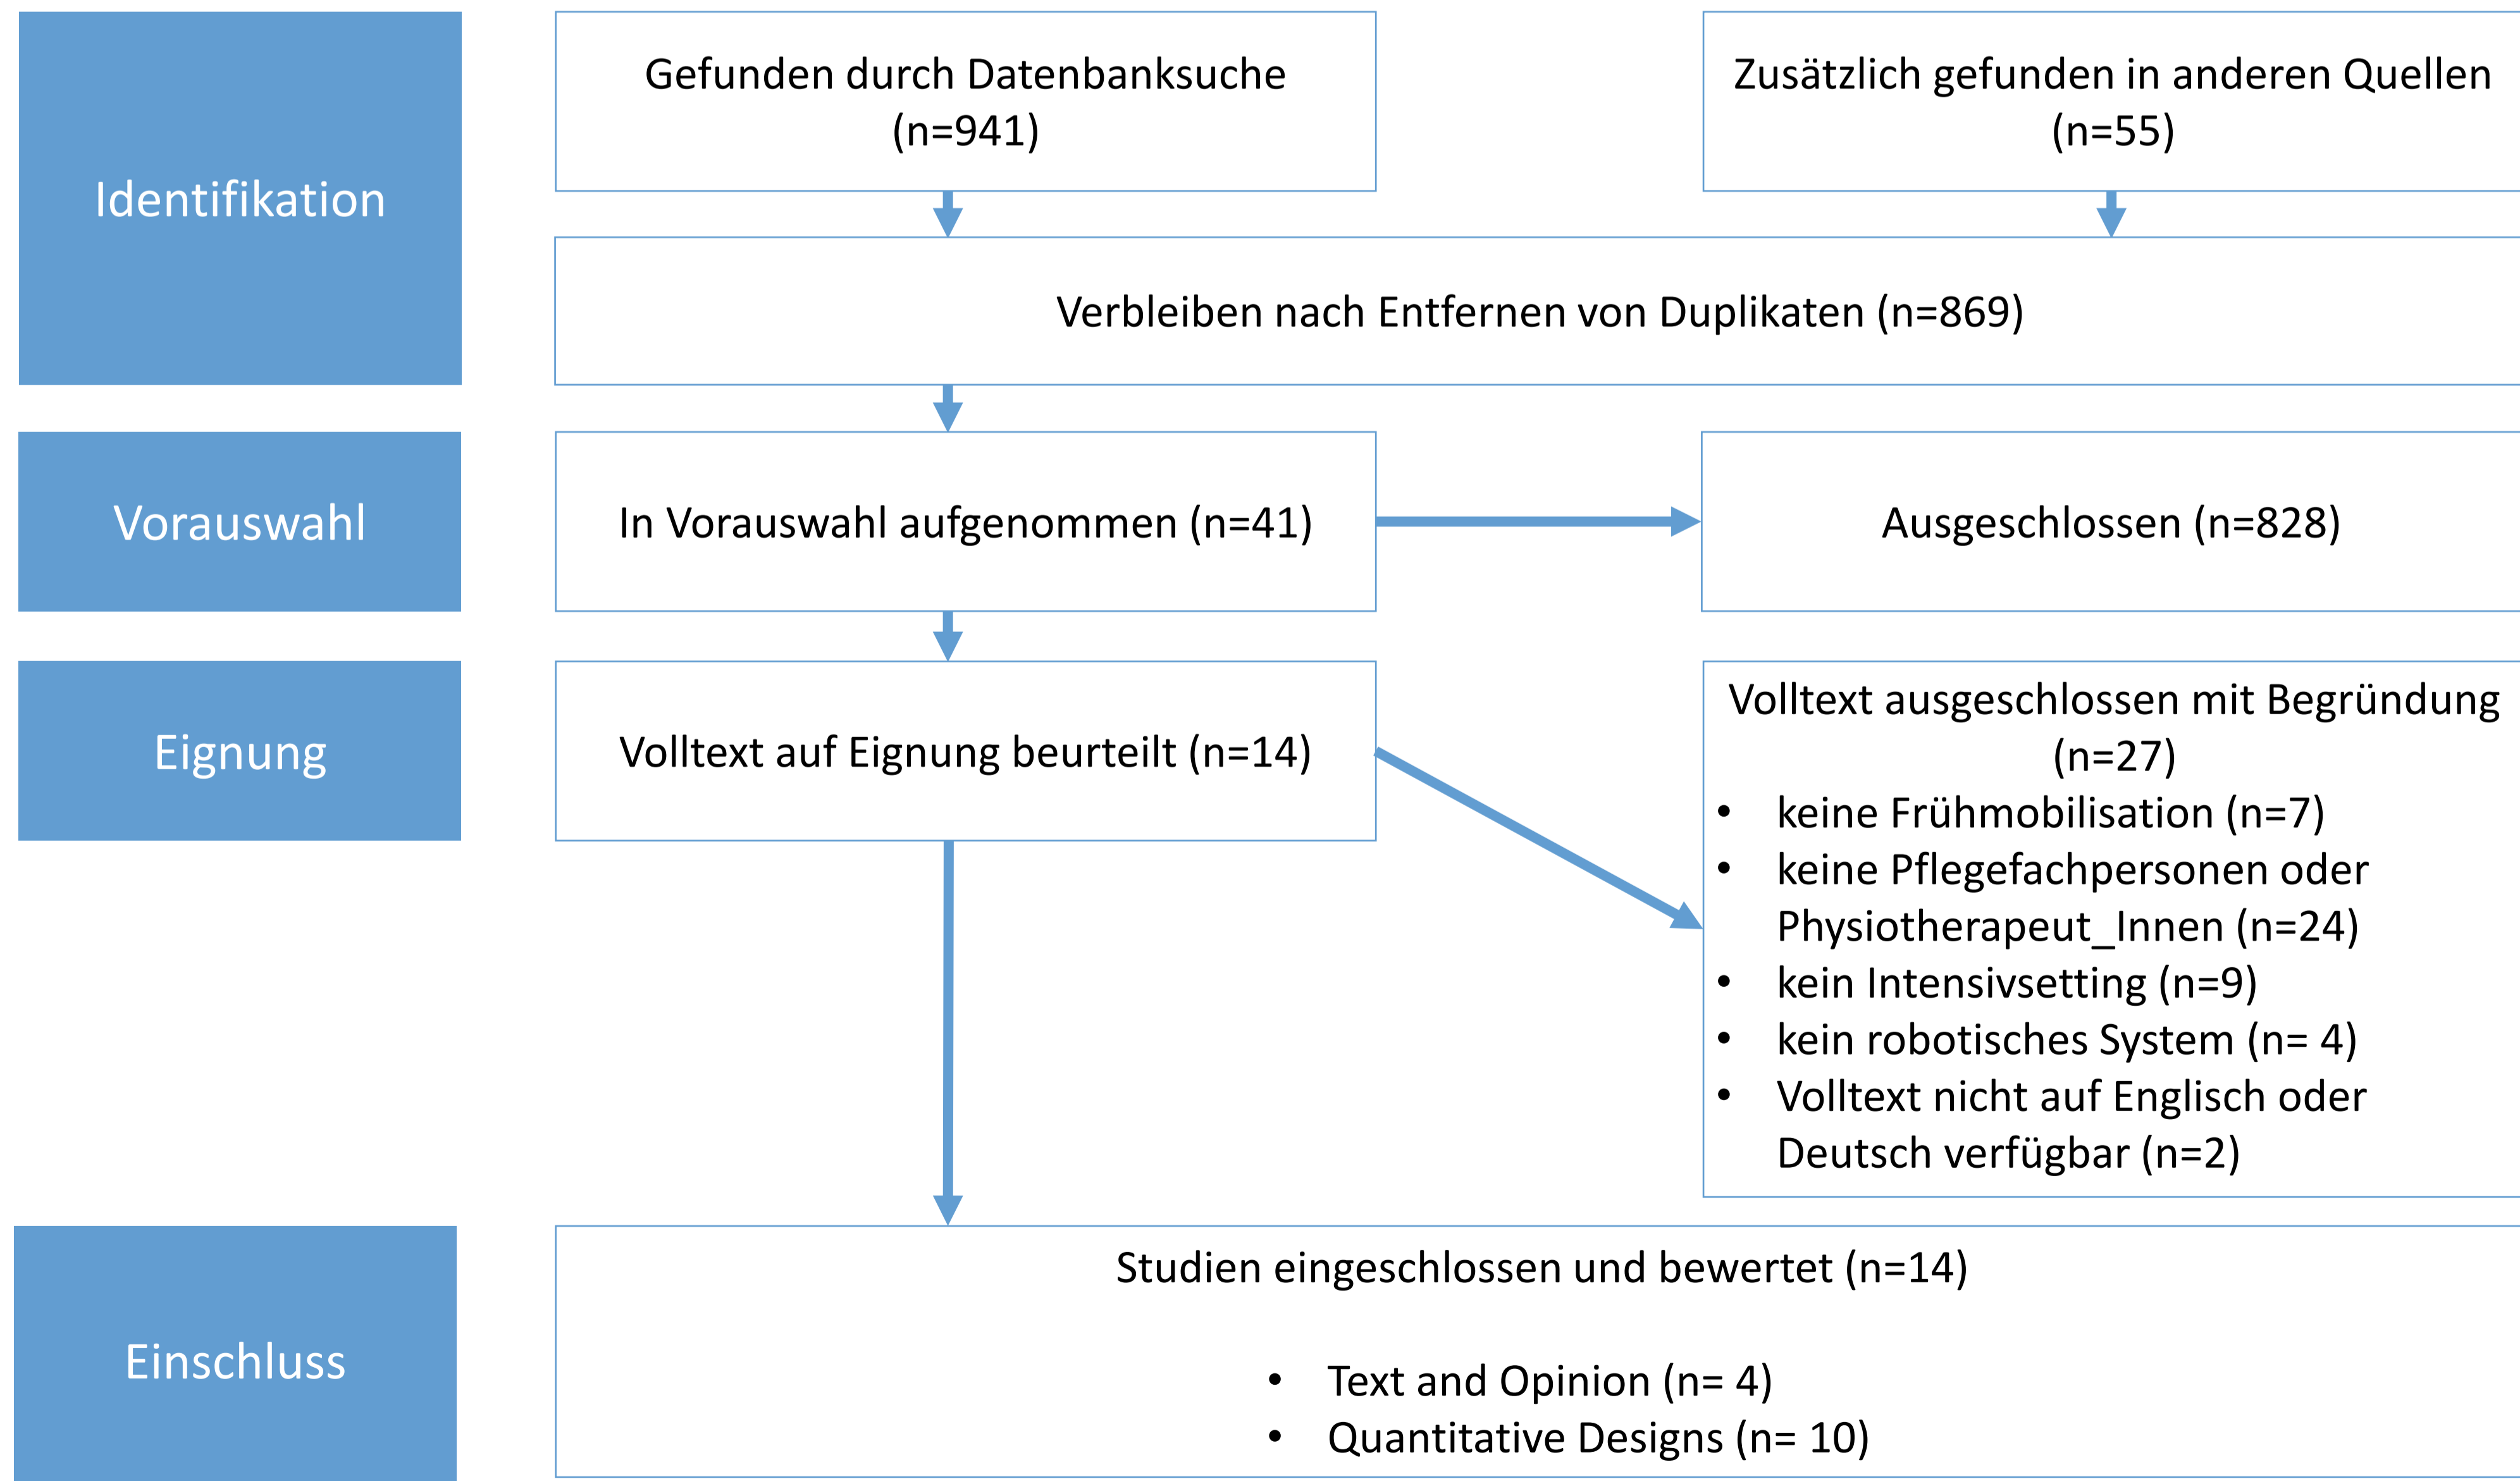 Identifikation
Gefunden durch Datenbanksuche
(n=941)
Zusätzlich gefunden in anderen Quellen
(n=55)
Verbleiben nach Entfernen von Duplikaten (n=869)
Vorauswahl
In Vorauswahl aufgenommen (n=41)
Ausgeschlossen (n=828)
Eignung
Volltext auf Eignung beurteilt (n=14)
Volltext ausgeschlossen mit Begründung
(n=27)
• keine Frühmobilisation (n=7)
• keine Pflegefachpersonen oder
Physiotherapeut_Innen (n=24)
• kein Intensivsetting (n=9)
• kein robotisches System (n= 4)
• Volltext nicht auf Englisch oder
Deutsch verfügbar (n=2)
Einschluss
Studien eingeschlossen und bewertet (n=14)
• Text and Opinion (n= 4)
• Quantitative Designs (n= 10)